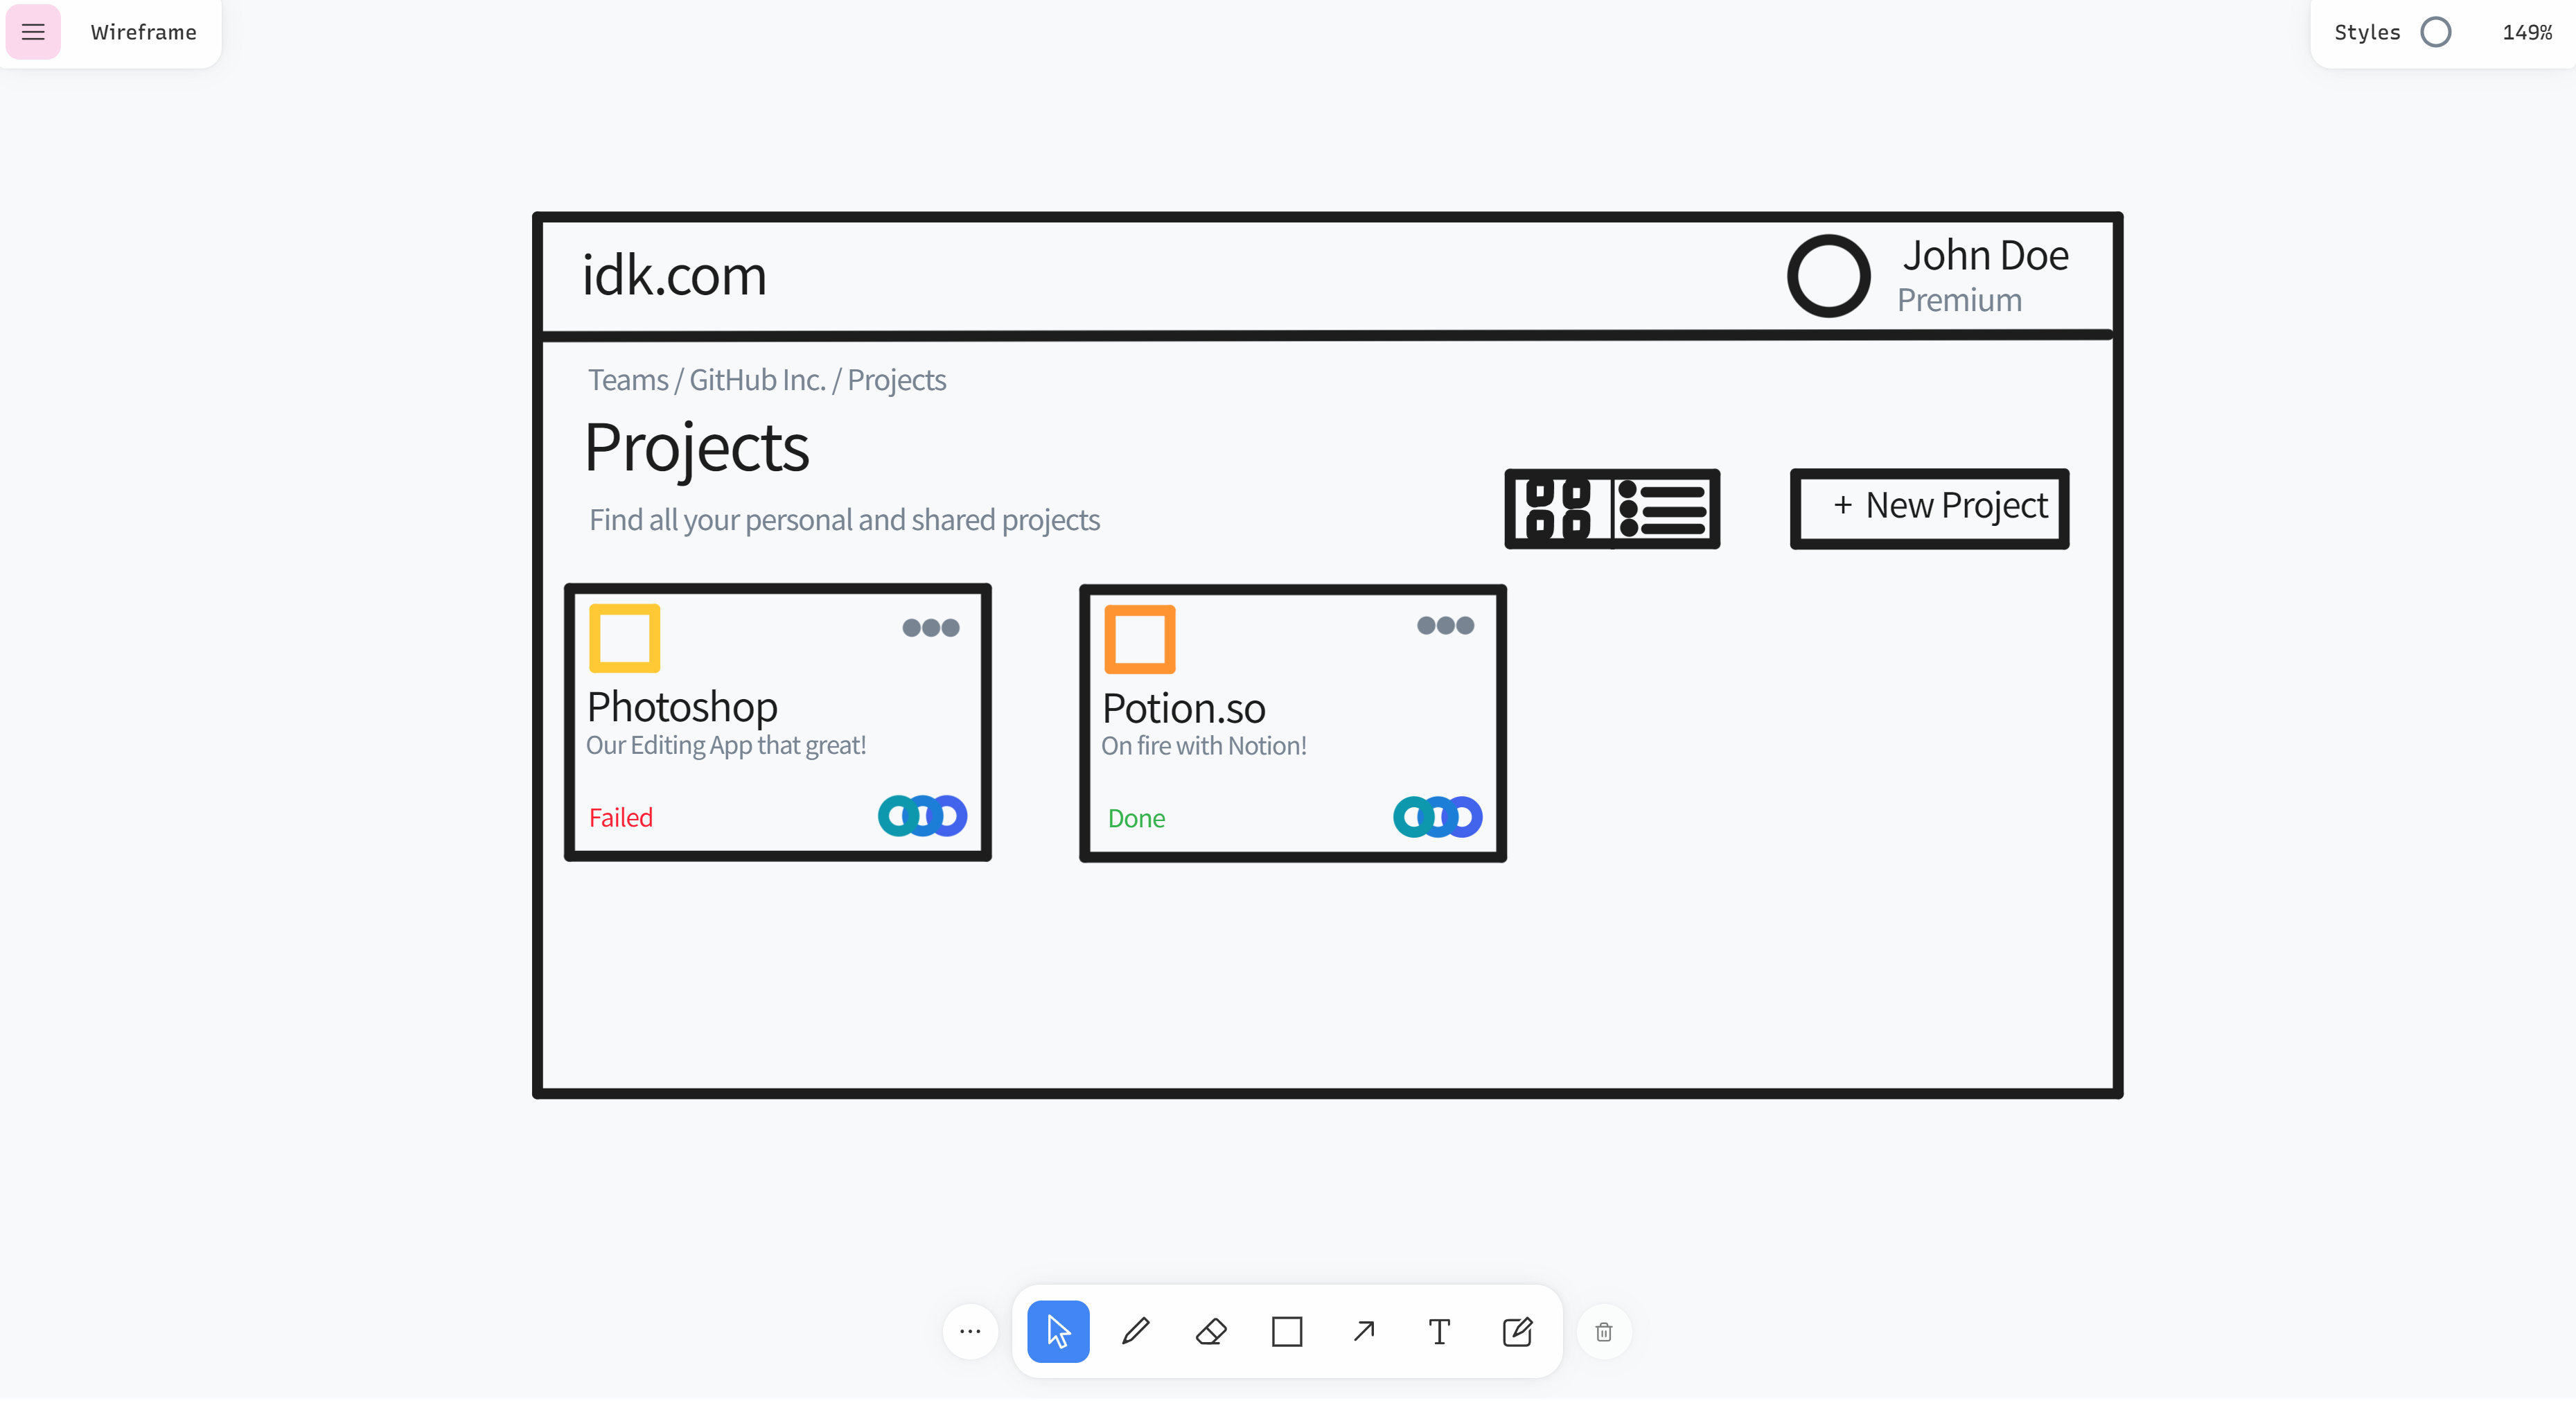 Wireframe
Styles
149%
idk.com
John Doe
Premium
Teams / GitHub Inc. / Projects
Projects
Find all your personal and shared projects
+ New Project
Photoshop
Our Editing App that great!
Failed
Potion.so
On fire with Notion!
Done